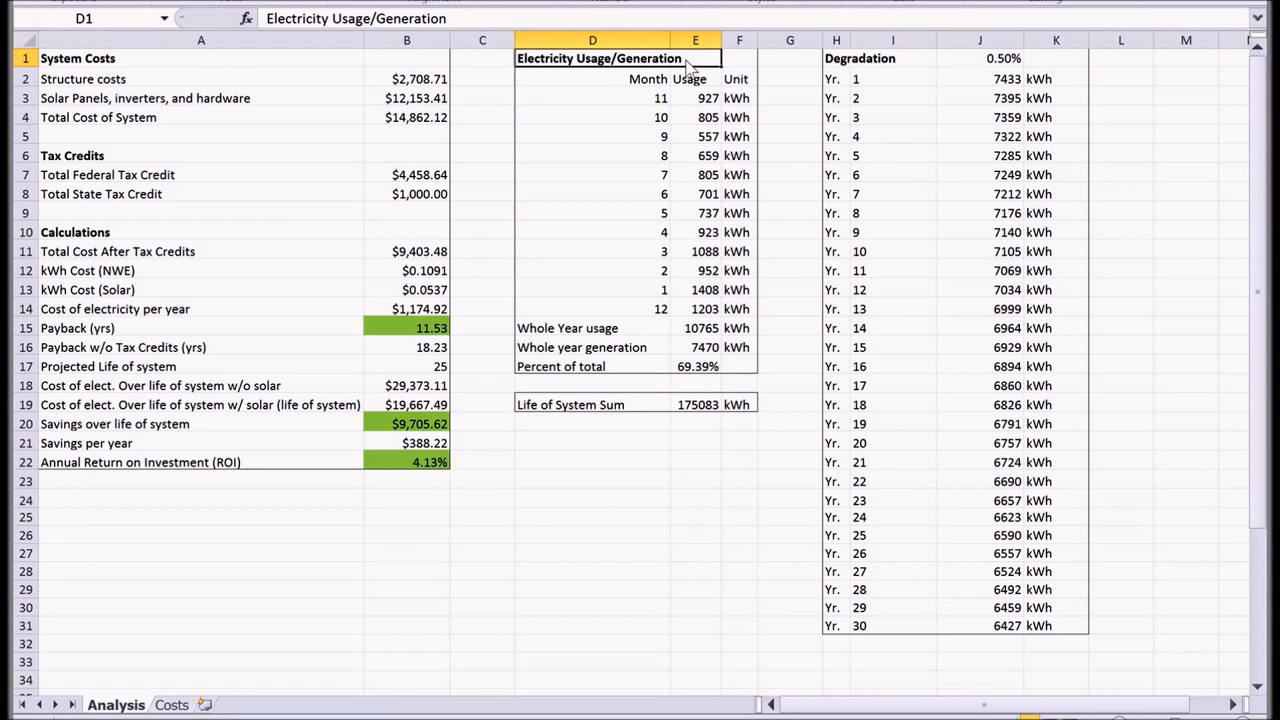 D1 fx Electricity Usage/Generation
A B C D E F G H I J K L M
1 System Costs Electricity Usage/Generation Degradation 0.50%
2 Structure costs $2,708.71 Month Usage Unit Yr. 1 7433 kWh
3 Solar Panels, inverters, and hardware $12,153.41 11 927 kWh Yr. 2 7395 kWh
4 Total Cost of System $14,862.12 10 805 kWh Yr. 3 7359 kWh
5 9 557 kWh Yr. 4 7322 kWh
6 Tax Credits 8 659 kWh Yr. 5 7285 kWh
7 Total Federal Tax Credit $4,458.64 7 805 kWh Yr. 6 7249 kWh
8 Total State Tax Credit $1,000.00 6 701 kWh Yr. 7 7212 kWh
9 5 737 kWh Yr. 8 7176 kWh
10 Calculations 4 923 kWh Yr. 9 7140 kWh
11 Total Cost After Tax Credits $9,403.48 3 1088 kWh Yr. 10 7105 kWh
12 kWh Cost (NWE) $0.1091 2 952 kWh Yr. 11 7069 kWh
13 kWh Cost (Solar) $0.0537 1 1408 kWh Yr. 12 7034 kWh
14 Cost of electricity per year $1,174.92 12 1203 kWh Yr. 13 6999 kWh
15 Payback (yrs) 11.53 Whole Year usage 10765 kWh Yr. 14 6964 kWh
16 Payback w/o Tax Credits (yrs) 18.23 Whole year generation 7470 kWh Yr. 15 6929 kWh
17 Projected Life of system 25 Percent of total 69.39% Yr. 16 6894 kWh
18 Cost of elect. Over life of system w/o solar $29,373.11 Yr. 17 6860 kWh
19 Cost of elect. Over life of system w/ solar (life of system) $19,667.49 Life of System Sum 175083 kWh Yr. 18 6826 kWh
20 Savings over life of system $9,705.62 Yr. 19 6791 kWh
21 Savings per year $388.22 Yr. 20 6757 kWh
22 Annual Return on Investment (ROI) 4.13% Yr. 21 6724 kWh
23 Yr. 22 6690 kWh
24 Yr. 23 6657 kWh
25 Yr. 24 6623 kWh
26 Yr. 25 6590 kWh
27 Yr. 26 6557 kWh
28 Yr. 27 6524 kWh
29 Yr. 28 6492 kWh
30 Yr. 29 6459 kWh
31 Yr. 30 6427 kWh
32
33
34
Analysis Costs